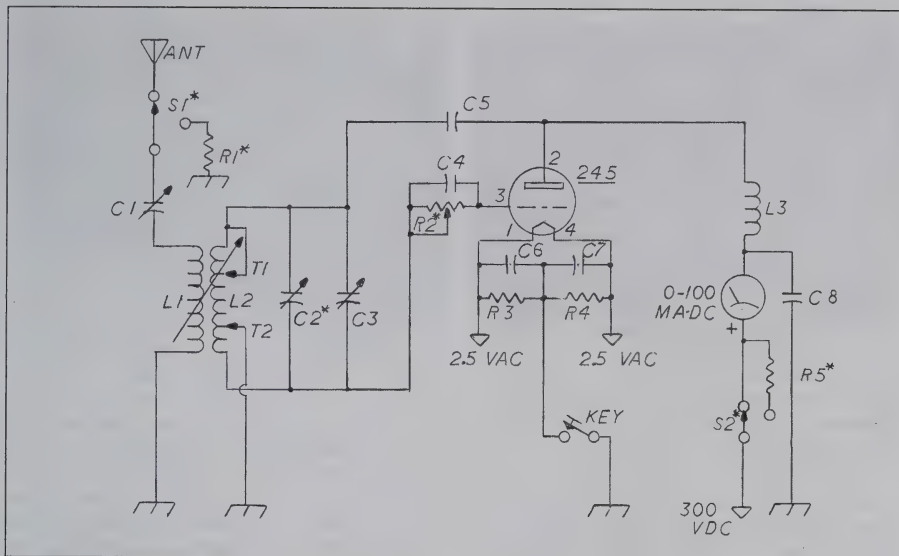 ANT
S1*
R1*
C1
L1
L2
T1
T2
C2*
C3
C5
C4
R2*
2
3
245
1
4
C6
C7
R3
R4
2.5 VAC
2.5 VAC
KEY
L3
0-100
MA-DC
+
C8
R5*
S2*
300
VDC